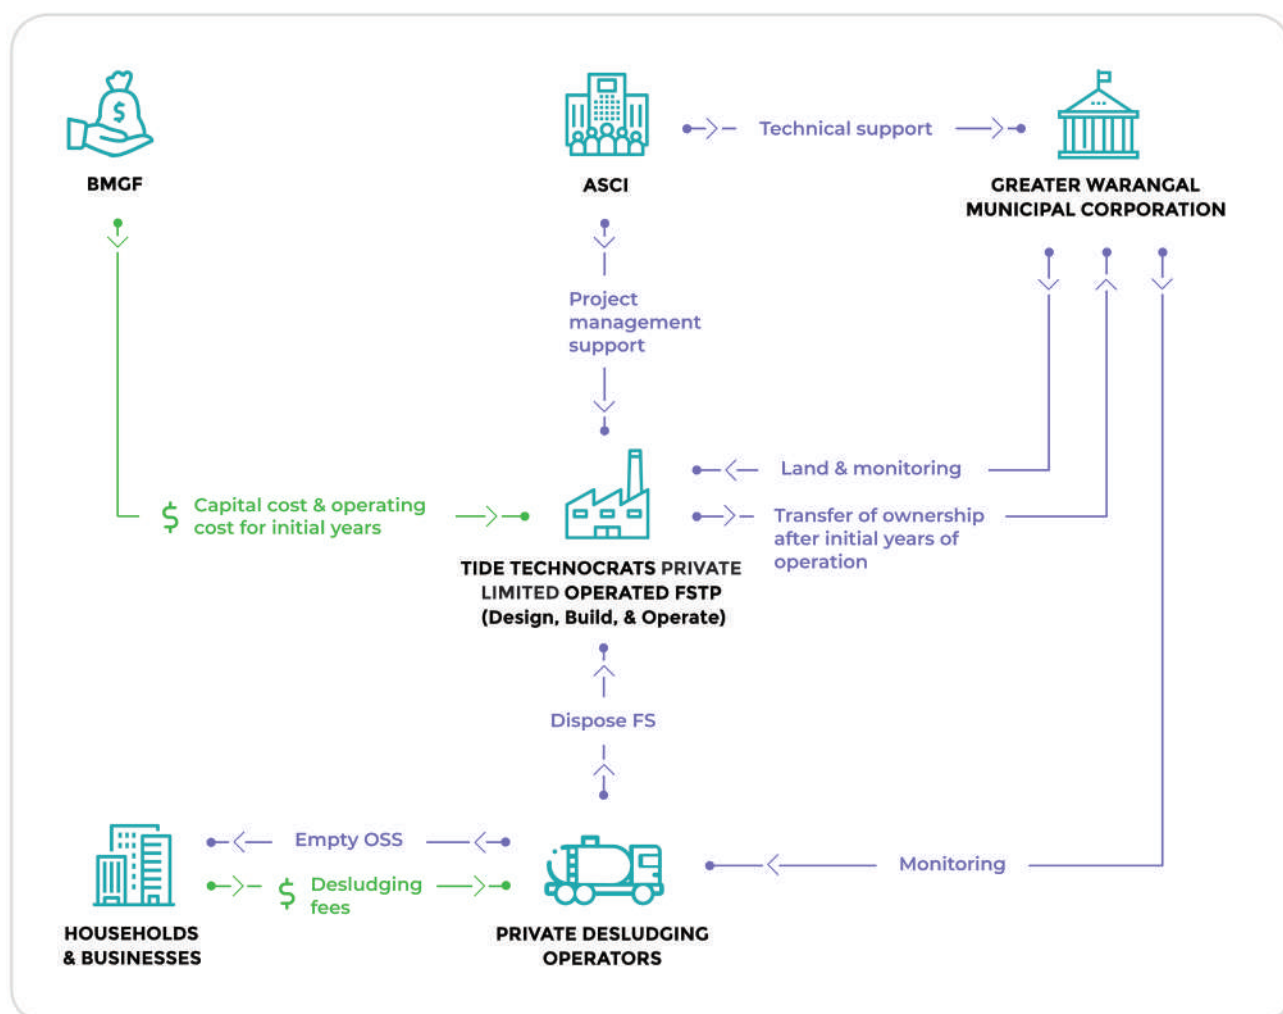 $
BMGF
ASCI
Technical support
GREATER WARANGAL
MUNICIPAL CORPORATION
Project
management
support
Land & monitoring
$ Capital cost & operating
cost for initial years
Transfer of ownership
after initial years of
operation
TIDE TECHNOCRATS PRIVATE
LIMITED OPERATED FSTP
(Design, Build, & Operate)
Dispose FS
Empty OSS
$ Desludging
fees
Monitoring
HOUSEHOLDS
& BUSINESSES
PRIVATE DESLUDGING
OPERATORS